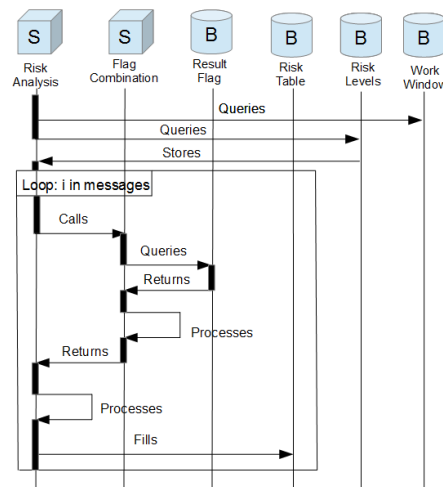 S
S
B
B
B
B
Risk
Analysis
Flag
Combination
Result
Flag
Risk
Table
Risk
Levels
Work
Window
Queries
Queries
Stores
Loop: i in messages
Calls
Queries
Returns
Processes
Returns
Processes
Fills